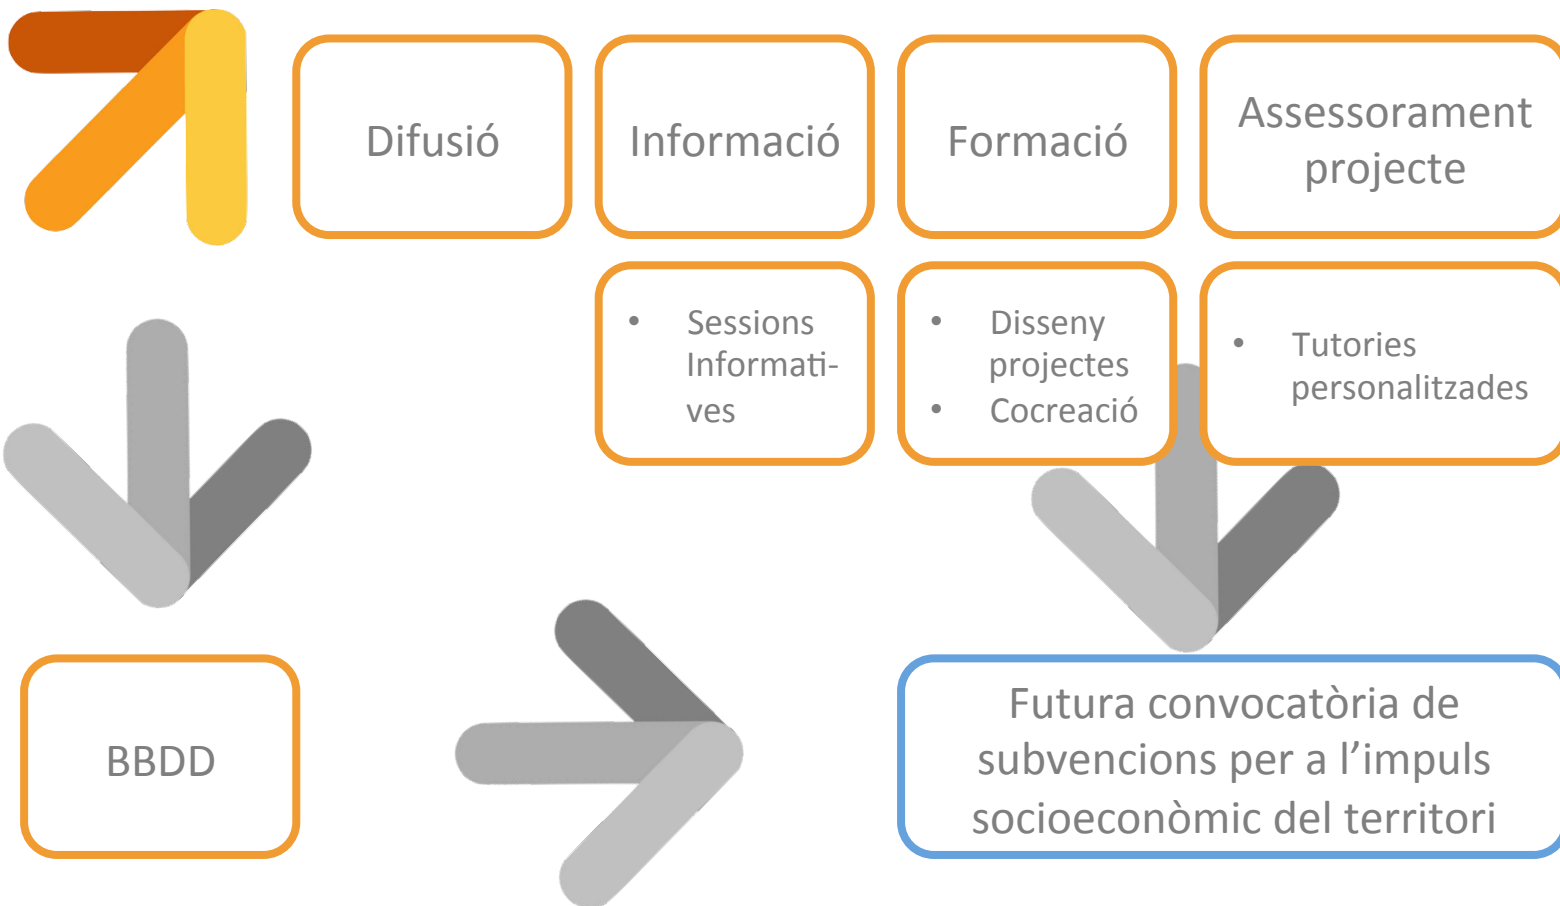 Difusió
Informació
Formació
Assessorament
projecte
• Sessions
Informati-
ves
• Disseny
projectes
• Cocreació
• Tutories
personalitzades
BBDD
Futura convocatòria de
subvencions per a l’impuls
socioeconòmic del territori